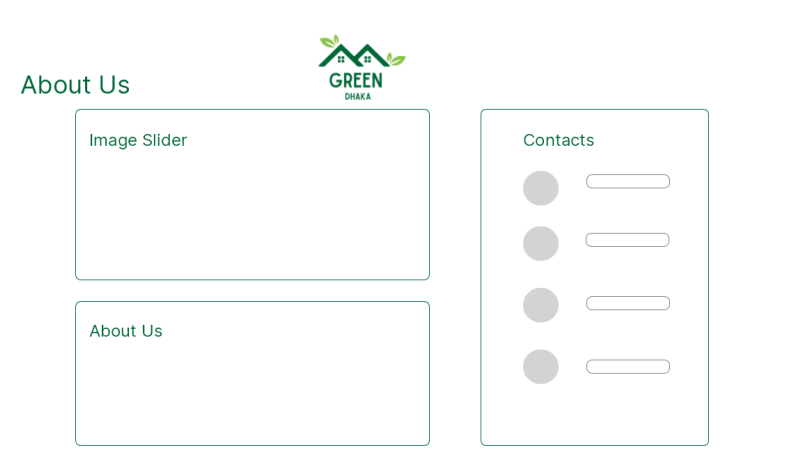 About Us
GREEN
DHAKA
Image Slider
About Us
Contacts